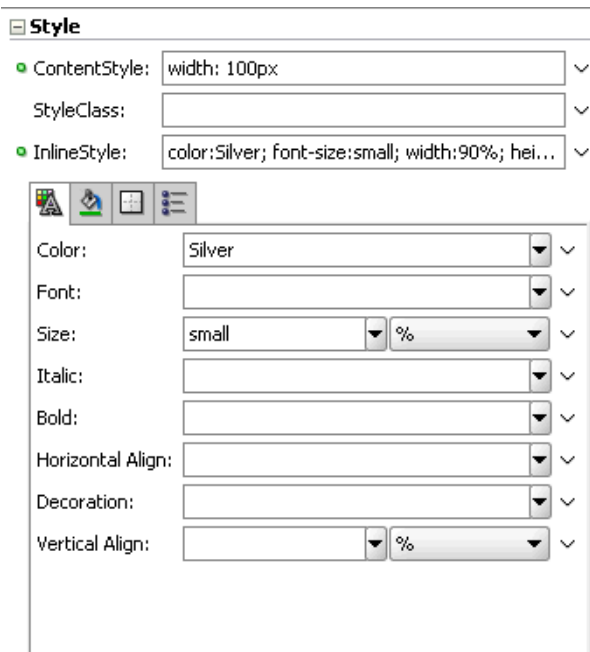 Style
ContentStyle: width: 100px
StyleClass:
InlineStyle: color:Silver; font-size:small; width:90%; hei...
Color: Silver
Font:
Size: small %
Italic:
Bold:
Horizontal Align:
Decoration:
Vertical Align: %